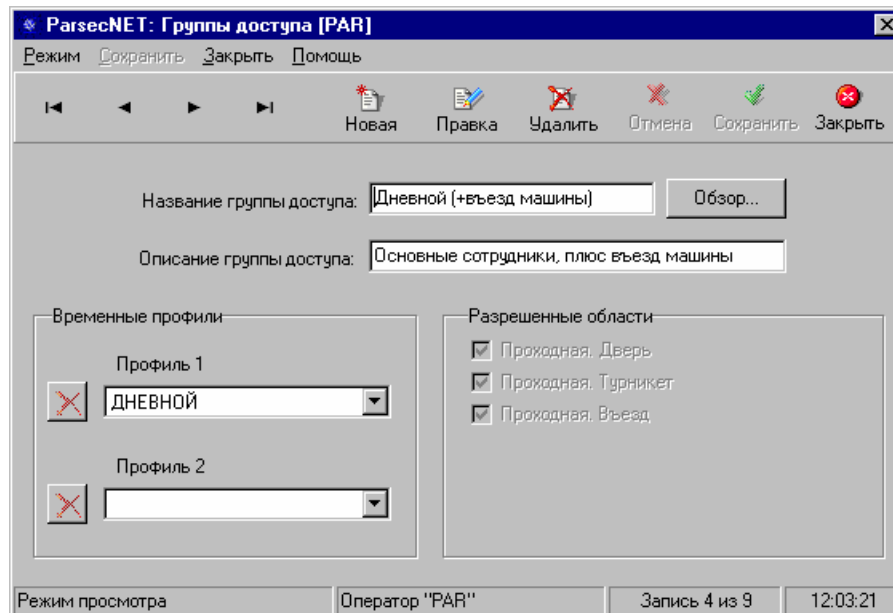 ParsecNET: Группы доступа [PAR]
Режим Сохранить Закрыть Помощь
Новая Правка Удалить Отмена Сохранить Закрыть
Название группы доступа: Дневной (+въезд машины) Обзор...
Описание группы доступа: Основные сотрудники, плюс въезд машины
Временные профили
Профиль 1
ДНЕВНОЙ
Профиль 2
Разрешенные области
Проходная. Дверь
Проходная. Турникет
Проходная. Въезд
Режим просмотра Оператор "PAR" Запись 4 из 9 12:03:21